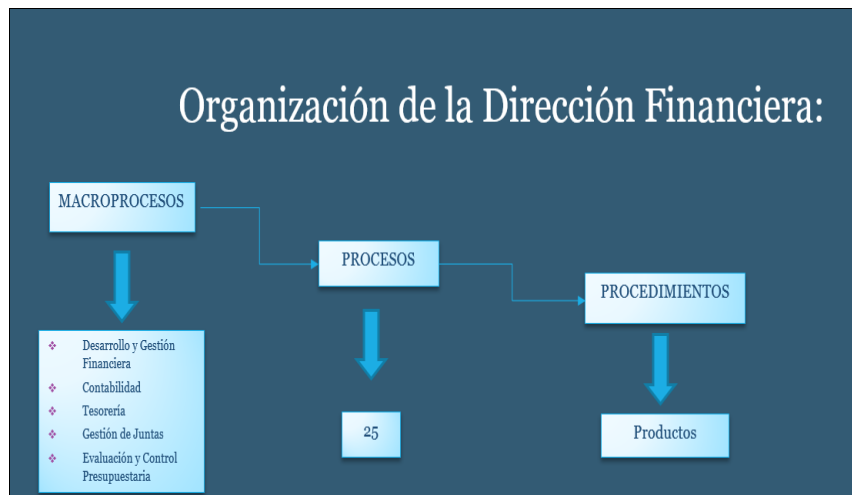 Organización de la Dirección Financiera:
MACROPROCESOS
PROCESOS
PROCEDIMIENTOS
❖ Desarrollo y Gestión
Financiera
❖ Contabilidad
❖ Tesorería
❖ Gestión de Juntas
❖ Evaluación y Control
Presupuestaria
25
Productos